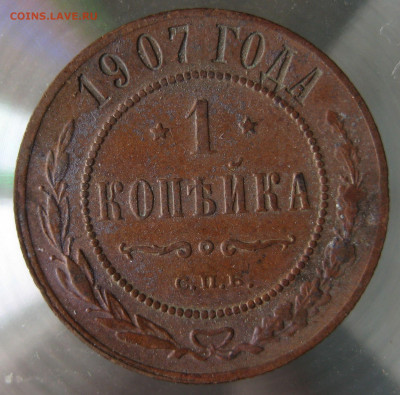 COINS.LAVE.RU
1907 ГОДА
1
КОПѢЙКА
С.П.Б.